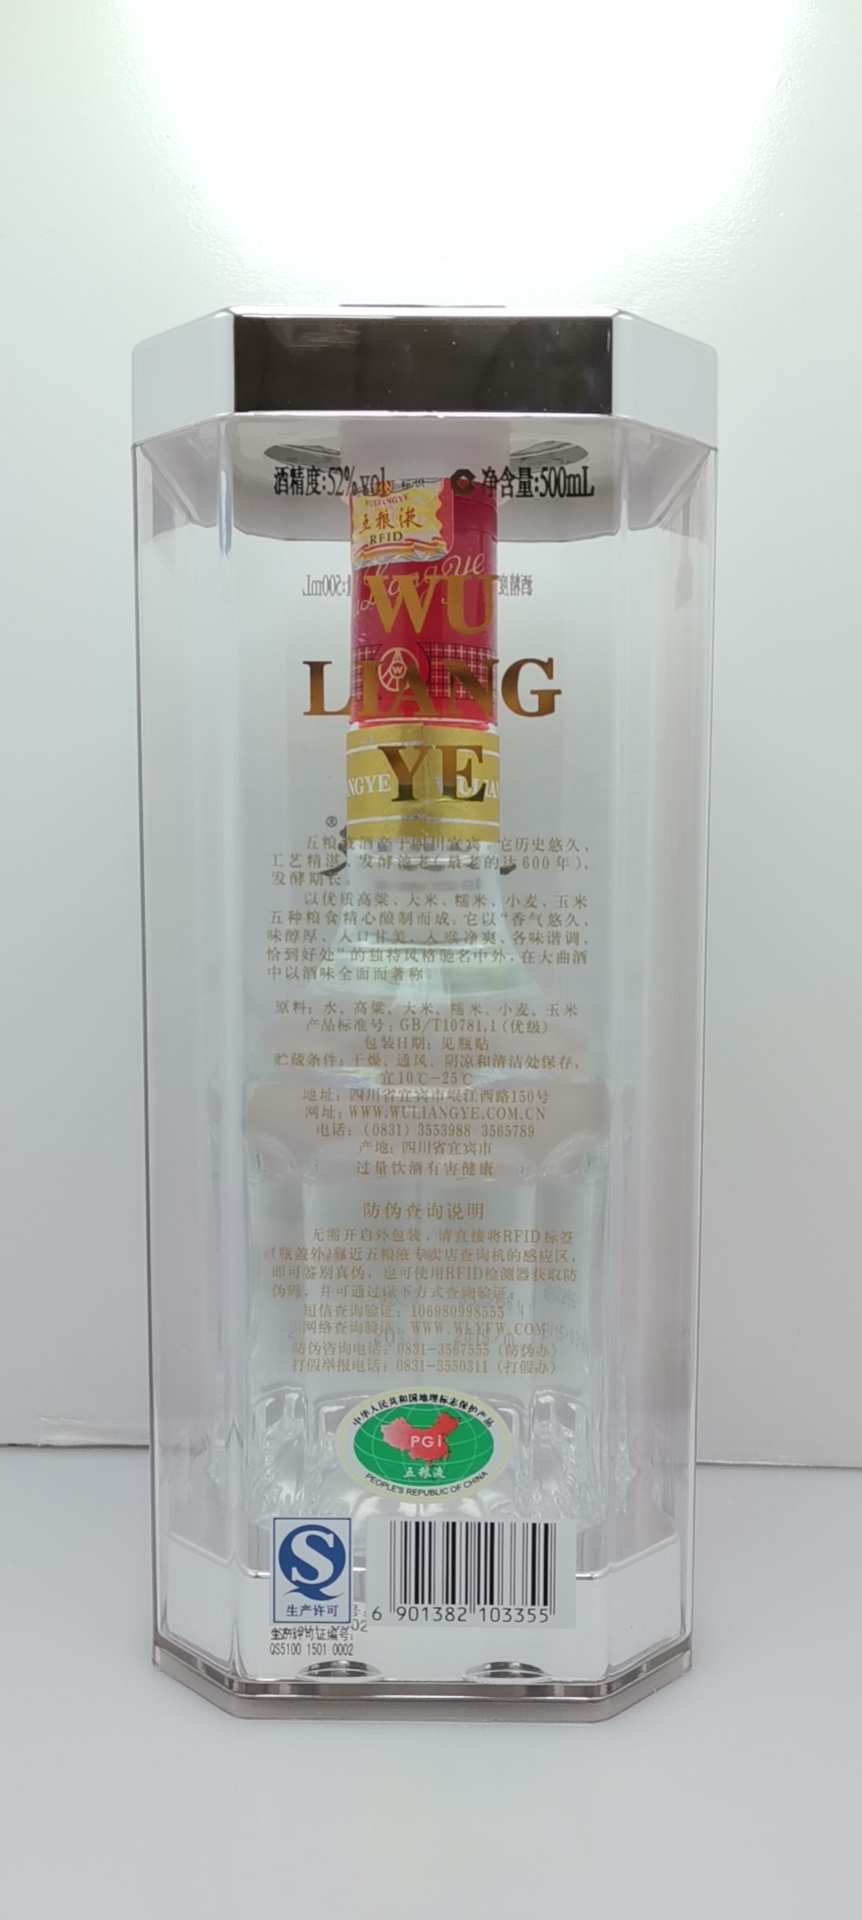 酒精度:52%vol 净含量:500mL
WULIANGYE
五粮液
RFID
WU
LIANG
YE
五粮液酒产于四川宜宾。它历史悠久、
工艺精湛、发酵池老(最老的达600年)、
发酵期长。
以优质高粱、大米、糯米、小麦、玉米
五种粮食精心酿制而成。它以“香气悠久、
味醇厚、入口甘美、入喉净爽、各味谐调、
恰到好处”的独特风格驰名中外,在大曲酒
中以酒味全面而著称。
原料:水、高粱、大米、糯米、小麦、玉米
产品标准号:GB/T10781.1(优级)
包装日期:见瓶贴
贮藏条件:干燥、通风、阴凉和清洁处保存,
宜10℃-25℃
地址:四川省宜宾市岷江西路150号
网址:WWW.WULIANGYE.COM.CN
电话:(0831)3553988 3565789
产地:四川省宜宾市
过量饮酒有害健康
防伪查询说明
无需开启外包装,请直接将RFID标签
(瓶盖外)靠近五粮液专卖店查询机的感应区,
即可鉴别真伪,也可使用RFID检测器获取防
伪码,并可通过以下方式查询验证:
短信查询验证:106980998555
网络查询验证:WWW.WLYFW.COM
防伪咨询电话:0831-3567555(防伪办)
打假举报电话:0831-3550311(打假办)
中华人民共和国地理标志保护产品
PGI
五粮液
PEOPLE'S REPUBLIC OF CHINA
生产许可
生产许可证编号:
QS5100 1501 0002
6 901382 103355